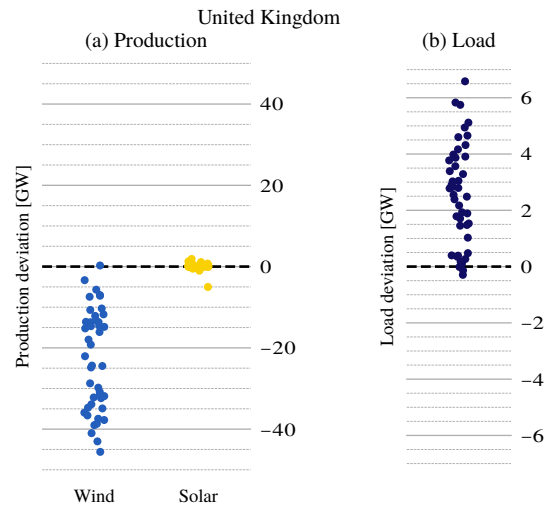 United Kingdom
(a) Production
(b) Load
Production deviation [GW]
40
20
0
−20
−40
Wind
Solar
Load deviation [GW]
6
4
2
0
−2
−4
−6